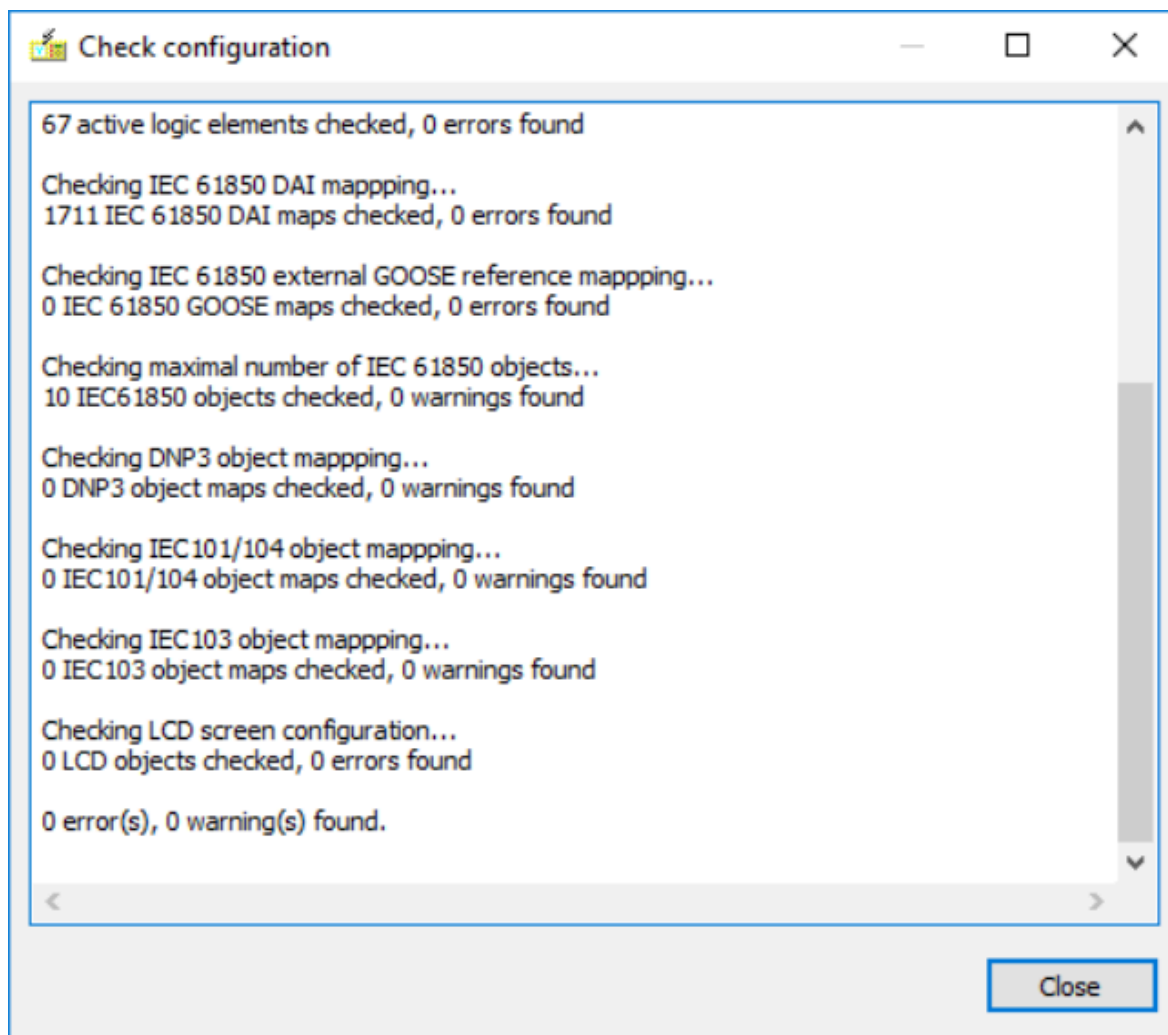 Check configuration
67 active logic elements checked, 0 errors found
Checking IEC 61850 DAI mappping...
1711 IEC 61850 DAI maps checked, 0 errors found
Checking IEC 61850 external GOOSE reference mappping...
0 IEC 61850 GOOSE maps checked, 0 errors found
Checking maximal number of IEC 61850 objects...
10 IEC61850 objects checked, 0 warnings found
Checking DNP3 object mappping...
0 DNP3 object maps checked, 0 warnings found
Checking IEC101/104 object mappping...
0 IEC101/104 object maps checked, 0 warnings found
Checking IEC103 object mappping...
0 IEC103 object maps checked, 0 warnings found
Checking LCD screen configuration...
0 LCD objects checked, 0 errors found
0 error(s), 0 warning(s) found.
Close